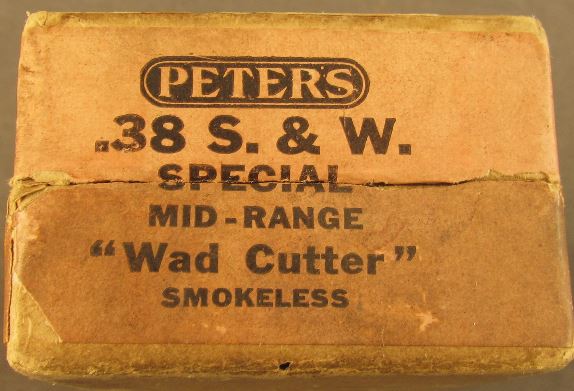 PETERS
.38 S. & W.
SPECIAL
MID-RANGE
"Wad Cutter"
SMOKELESS